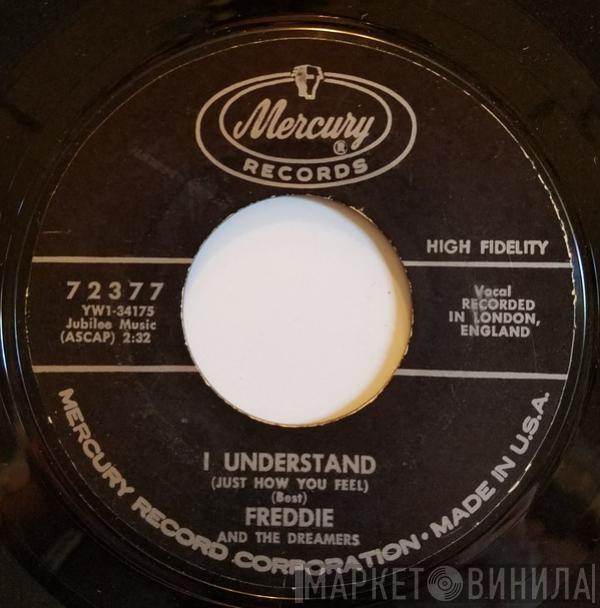 Mercury
®
RECORDS
HIGH FIDELITY
72377
YW1-34175
Jubilee Music
(ASCAP) 2:32
Vocal
RECORDED
IN LONDON,
ENGLAND
I UNDERSTAND
(JUST HOW YOU FEEL)
(Best)
FREDDIE
AND THE DREAMERS
MERCURY RECORD CORPORATION • MADE IN U.S.A.
МАРКЕТ ВИНИЛА